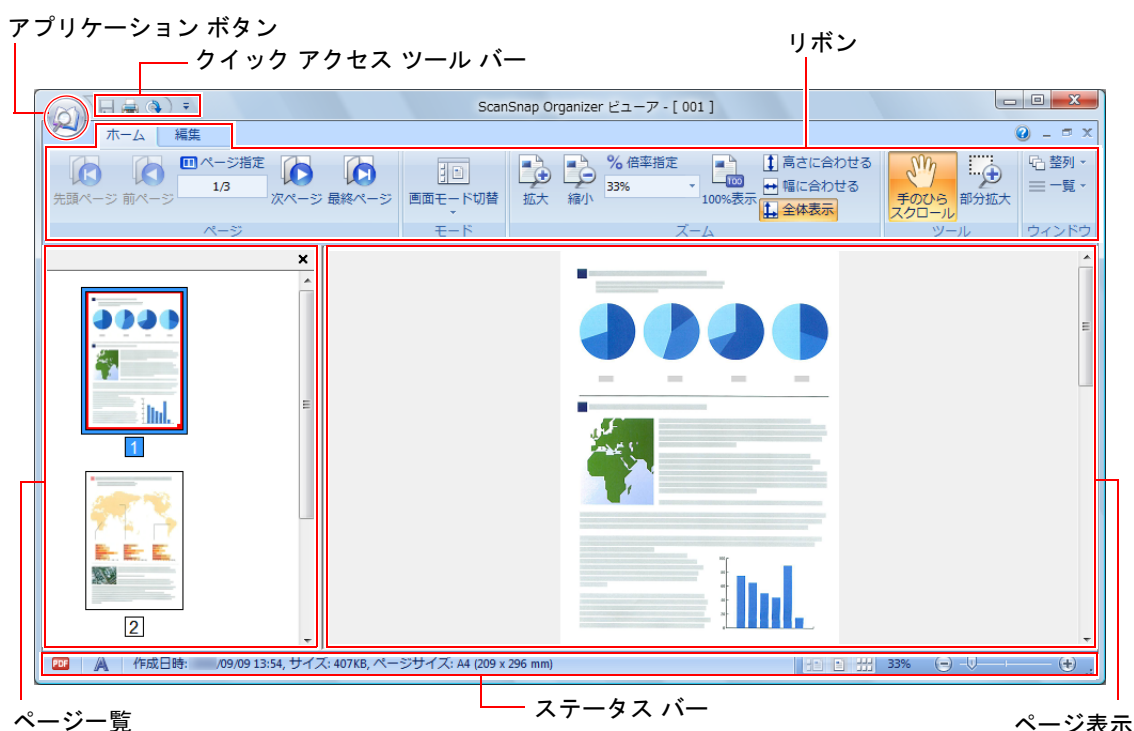 アプリケーション ボタン
クイック アクセス ツール バー
リボン
ScanSnap Organizer ビューア - [ 001 ]
ホーム 編集
ページ指定
1/3
先頭ページ 前ページ 次ページ 最終ページ
ページ
画面モード切替
モード
拡大 縮小
% 倍率指定
33%
100
100%表示
高さに合わせる
幅に合わせる
全体表示
ズーム
手のひら
スクロール
部分拡大
ツール
整列
一覧
ウィンドウ
1
2
100
80
60
40
20
0
PDF 作成日時: /09/09 13:54, サイズ: 407KB, ページサイズ: A4 (209 x 296 mm) 33%
ページ一覧
ステータス バー
ページ表示